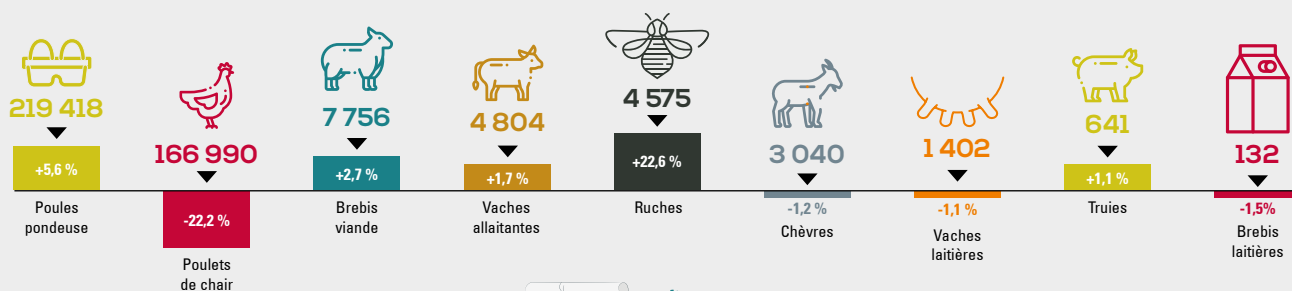 219 418
+5,6 %
Poules
pondeuse
166 990
-22,2 %
Poulets
de chair
7 756
+2,7 %
Brebis
viande
4 804
+1,7 %
Vaches
allaitantes
4 575
+22,6 %
Ruches
3 040
-1,2 %
Chèvres
1 402
-1,1 %
Vaches
laitières
641
+1,1 %
Truies
132
-1,5%
Brebis
laitières